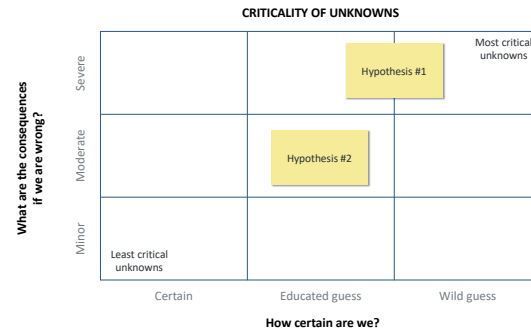 CRITICALITY OF UNKNOWNS
What are the consequences
if we are wrong?
Severe
Moderate
Minor
Most critical
unknowns
Hypothesis #1
Hypothesis #2
Least critical
unknowns
Certain
Educated guess
Wild guess
How certain are we?